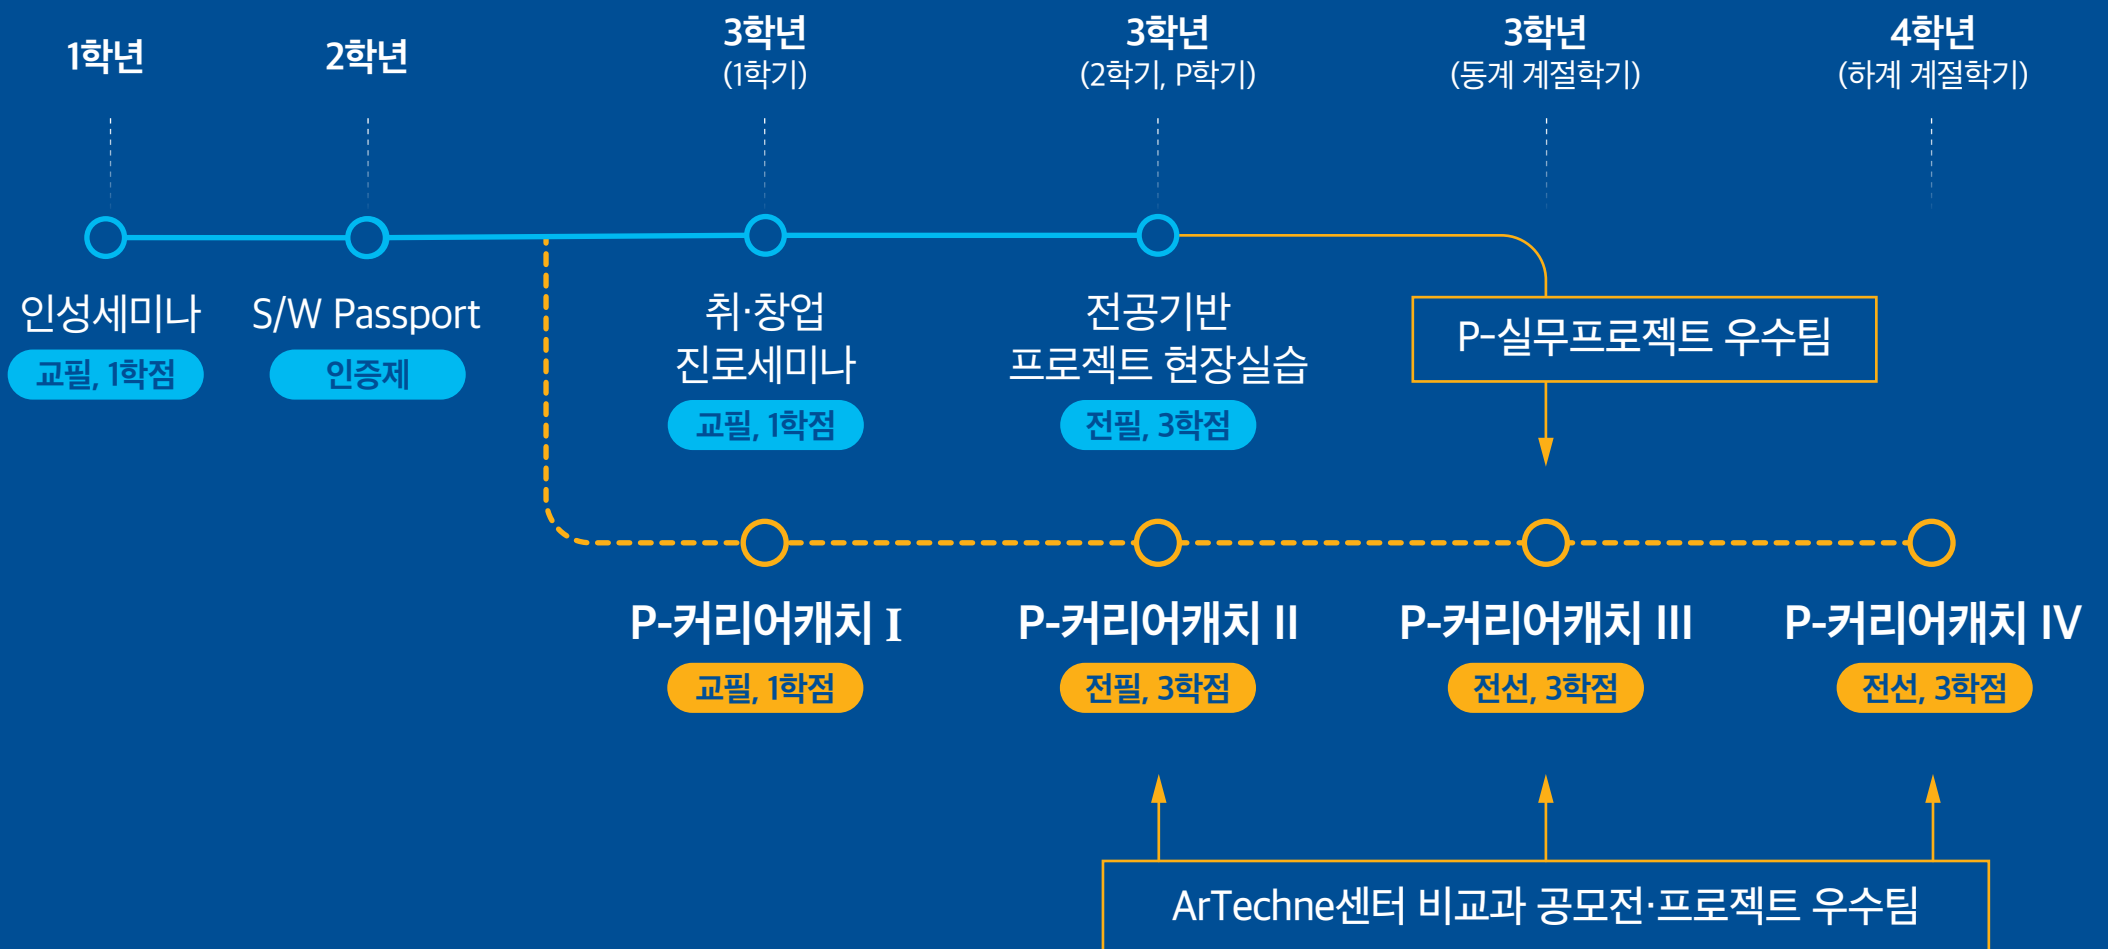 1학년
2학년
3학년
(1학기)
3학년
(2학기, P학기)
3학년
(동계 계절학기)
4학년
(하계 계절학기)
인성세미나
교필, 1학점
S/W Passport
인증제
취·창업
진로세미나
교필, 1학점
전공기반
프로젝트 현장실습
전필, 3학점
P-실무프로젝트 우수팀
P-커리어캐치 I
교필, 1학점
P-커리어캐치 II
전필, 3학점
P-커리어캐치 III
전선, 3학점
P-커리어캐치 IV
전선, 3학점
ArTechne센터 비교과 공모전·프로젝트 우수팀